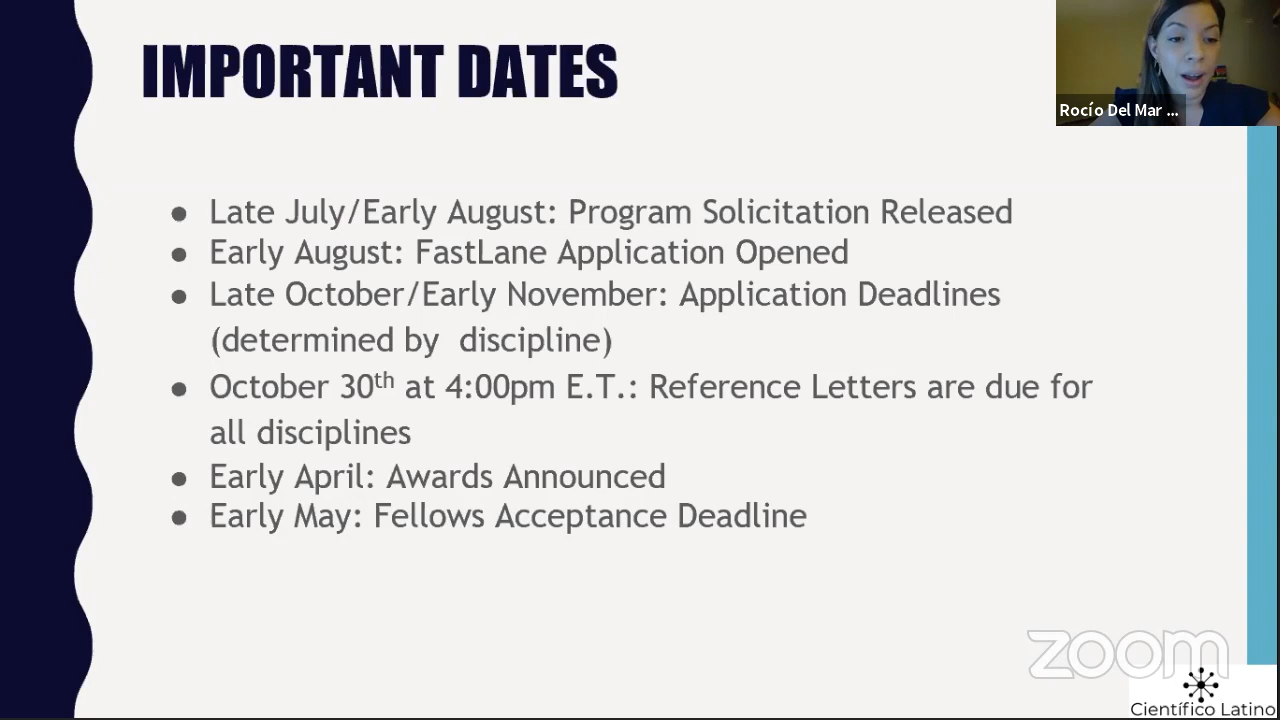 IMPORTANT DATES
Rocío Del Mar ...
● Late July/Early August: Program Solicitation Released
● Early August: FastLane Application Opened
● Late October/Early November: Application Deadlines
(determined by discipline)
● October 30th at 4:00pm E.T.: Reference Letters are due for
all disciplines
● Early April: Awards Announced
● Early May: Fellows Acceptance Deadline
zoom
Científico Latino